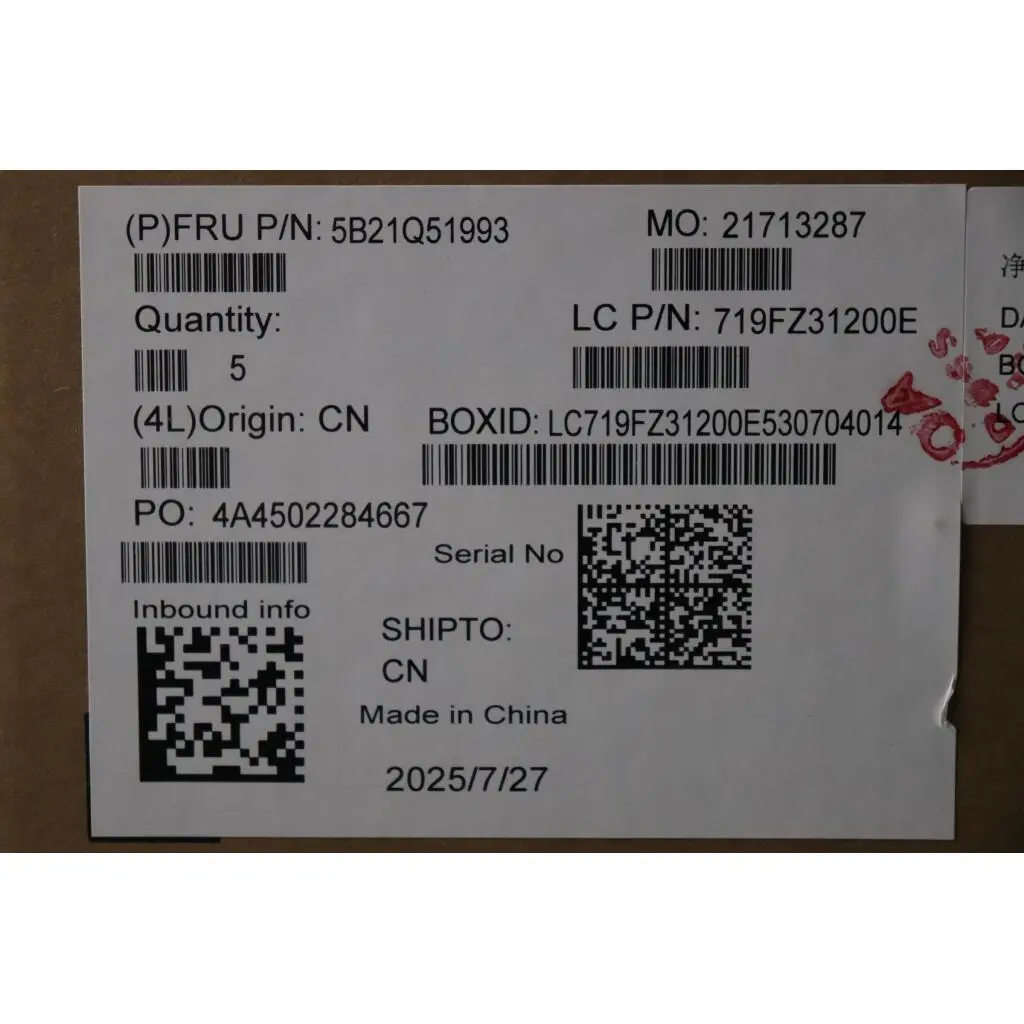 (P)FRU P/N: 5B21Q51993
MO: 21713287
Quantity:
5
LC P/N: 719FZ31200E
(4L)Origin: CN
BOXID: LC719FZ31200E530704014
PO: 4A4502284667
Serial No
Inbound info
SHIPTO:
CN
Made in China
2025/7/27
净